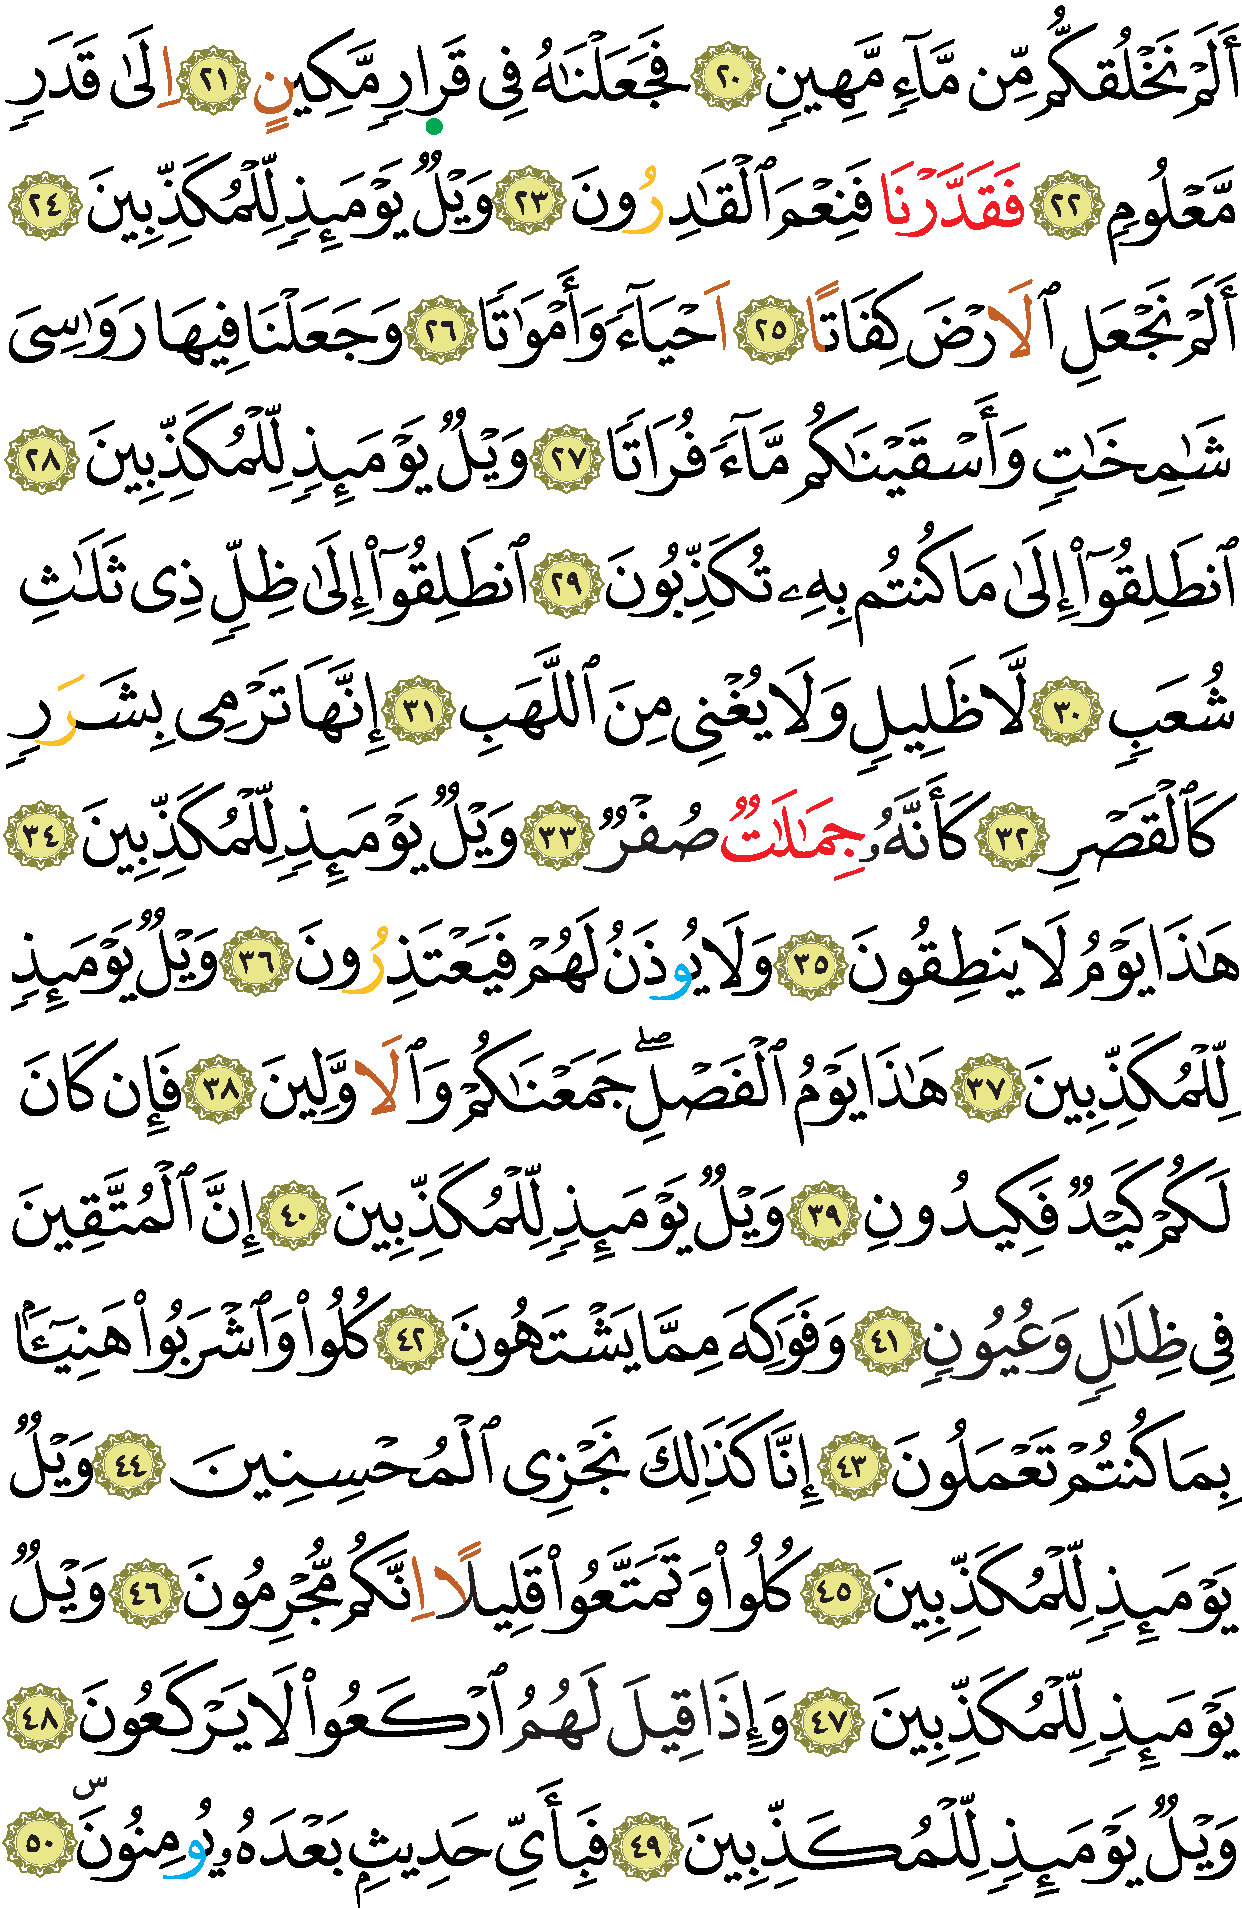 أَلَمْ نَخْلُقكُّم مِّن مَّآءٍ مَّهِينٍ ٢٠ فَجَعَلْنَٰهُ فِى قَرَارٍ مَّكِينٍ ٢١ اِلَىٰ قَدَرٍ
مَّعْلُومٍ ٢٢ فَقَدَّرْنَا فَنِعْمَ ٱلْقَٰدِرُونَ ٢٣ وَيْلٌ يَوْمَئِذٍ لِّلْمُكَذِّبِينَ ٢٤
أَلَمْ نَجْعَلِ ٱلَارْضَ كِفَاتًا ٢٥ اَحْيَآءً وَأَمْوَٰتًا ٢٦ وَجَعَلْنَا فِيهَا رَوَٰسِىَ
شَٰمِخَٰتٍ وَأَسْقَيْنَٰكُم مَّآءً فُرَاتًا ٢٧ وَيْلٌ يَوْمَئِذٍ لِّلْمُكَذِّبِينَ ٢٨
ٱنطَلِقُوٓا۟ إِلَىٰ مَا كُنتُم بِهِۦ تُكَذِّبُونَ ٢٩ ٱنطَلِقُوٓا۟ إِلَىٰ ظِلٍّ ذِى ثَلَٰثِ
شُعَبٍ ٣٠ لَّا ظَلِيلٍ وَلَا يُغْنِى مِنَ ٱللَّهَبِ ٣١ إِنَّهَا تَرْمِى بِشَرَرٍ
كَٱلْقَصْرِ ٣٢ كَأَنَّهُۥ جِمَٰلَٰتٌ صُفْرٌ ٣٣ وَيْلٌ يَوْمَئِذٍ لِّلْمُكَذِّبِينَ ٣٤
هَٰذَا يَوْمُ لَا يَنطِقُونَ ٣٥ وَلَا يُوذَنُ لَهُمْ فَيَعْتَذِرُونَ ٣٦ وَيْلٌ يَوْمَئِذٍ
لِّلْمُكَذِّبِينَ ٣٧ هَٰذَا يَوْمُ ٱلْفَصْلِۖ جَمَعْنَٰكُمْ وَٱلَاوَّلِينَ ٣٨ فَإِن كَانَ
لَكُمْ كَيْدٌ فَكِيدُونِ ٣٩ وَيْلٌ يَوْمَئِذٍ لِّلْمُكَذِّبِينَ ٤٠ إِنَّ ٱلْمُتَّقِينَ
فِى ظِلَٰلٍ وَعُيُونٍ ٤١ وَفَوَٰكِهَ مِمَّا يَشْتَهُونَ ٤٢ كُلُوا۟ وَٱشْرَبُوا۟ هَنِيٓـًٔۢا
بِمَا كُنتُمْ تَعْمَلُونَ ٤٣ إِنَّا كَذَٰلِكَ نَجْزِى ٱلْمُحْسِنِينَ ٤٤ وَيْلٌ
يَوْمَئِذٍ لِّلْمُكَذِّبِينَ ٤٥ كُلُوا۟ وَتَمَتَّعُوا۟ قَلِيلًا اِنَّكُم مُّجْرِمُونَ ٤٦ وَيْلٌ
يَوْمَئِذٍ لِّلْمُكَذِّبِينَ ٤٧ وَإِذَا قِيلَ لَهُمُ ٱرْكَعُوا۟ لَا يَرْكَعُونَ ٤٨
وَيْلٌ يَوْمَئِذٍ لِّلْمُكَذِّبِينَ ٤٩ فَبِأَىِّ حَدِيثٍ بَعْدَهُۥ يُومِنُونَۜ ٥٠